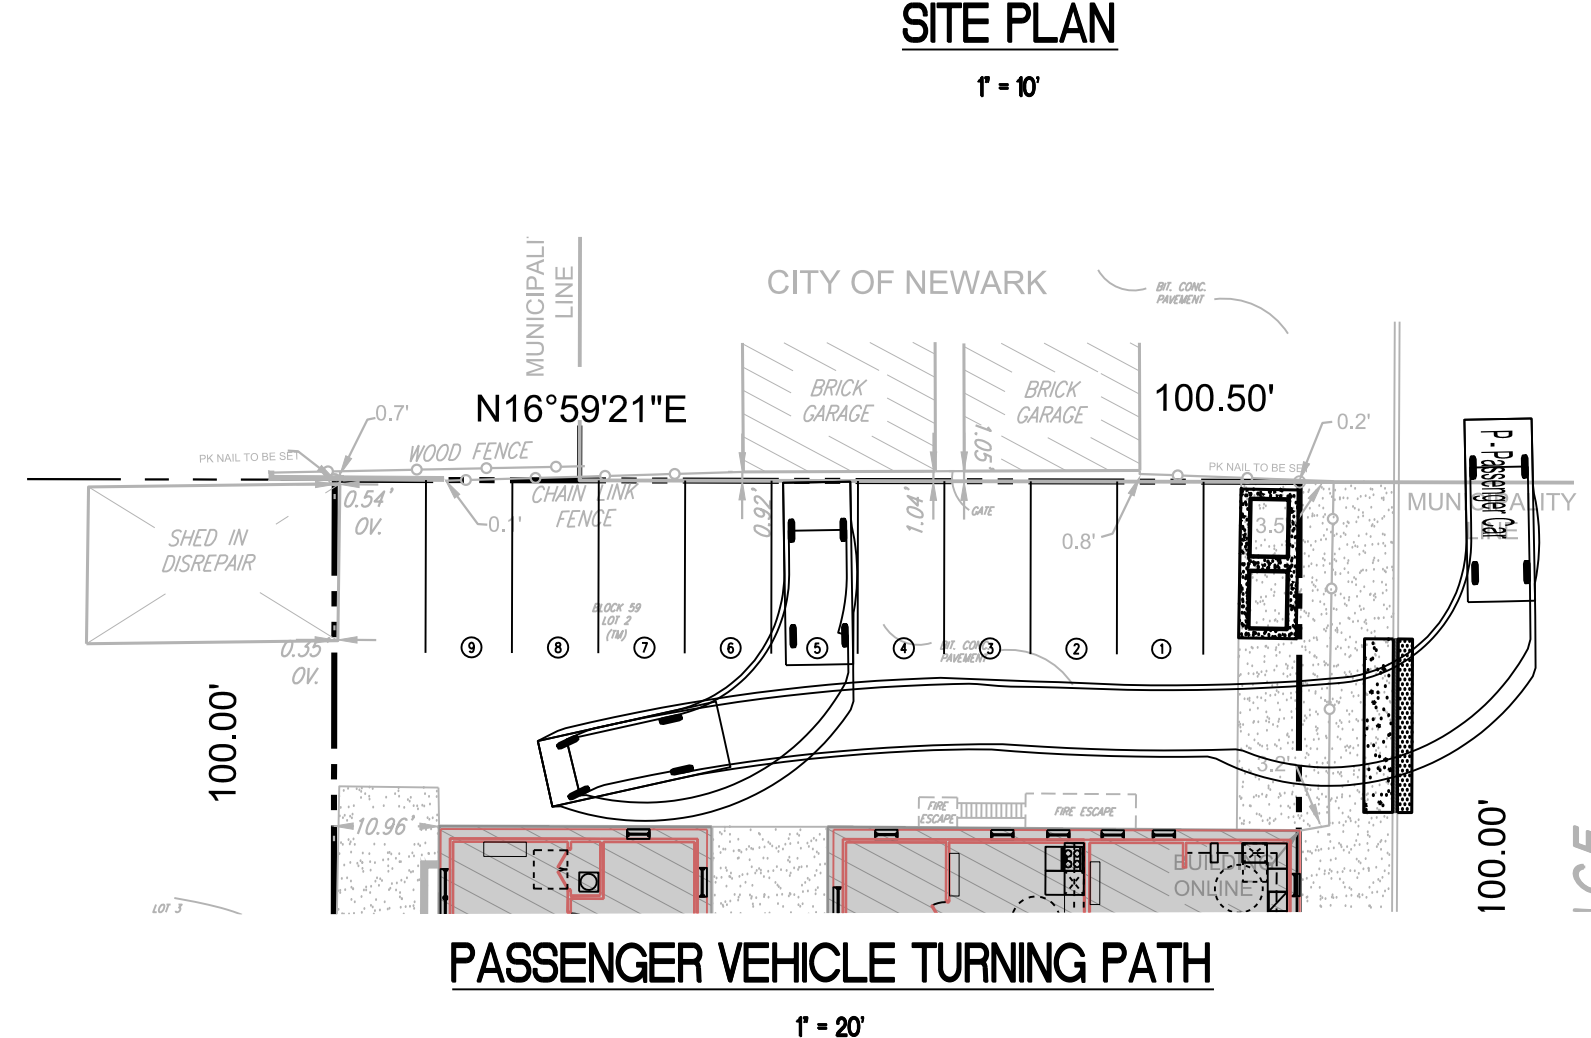 SITE PLAN
1" = 10'
MUNICIPALI
LINE
CITY OF NEWARK
BIT. CONC.
PAVEMENT
N16°59'21"E
100.50'
BRICK
GARAGE
BRICK
GARAGE
0.7'
0.2'
WOOD FENCE
PK NAIL TO BE SET
PK NAIL TO BE SE
1.05'
P - Passenger Car
0.54'
OV.
0.1'
CHAIN LINK
FENCE
0.92'
1.04'
GATE
0.8'
3.5
MUNICIPALITY
LINE
SHED IN
DISREPAIR
BLOCK 59
LOT 2
(TM)
BIT. CONC.
PAVEMENT
9
8
7
6
5
4
3
2
1
0.35
OV.
100.00'
3.2'
10.96'
FIRE
ESCAPE
FIRE ESCAPE
100.00'
ONLINE
LOT 3
PASSENGER VEHICLE TURNING PATH
1" = 20'